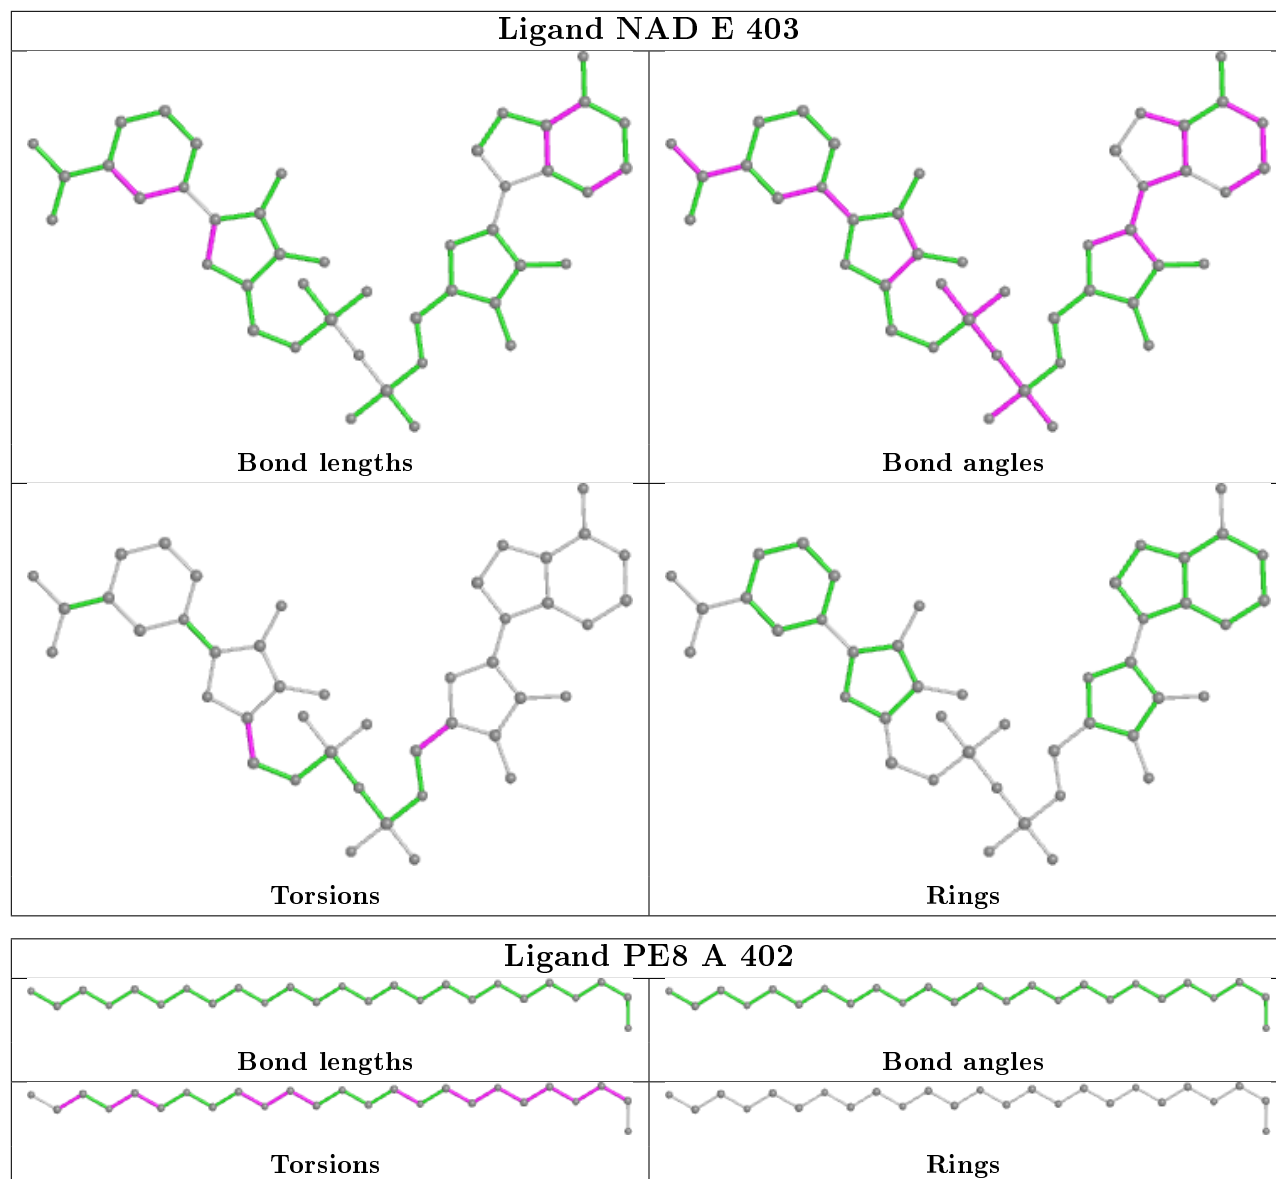 Ligand NAD E 403
Bond lengths
Bond angles
Torsions
Rings
Ligand PE8 A 402
Bond lengths
Bond angles
Torsions
Rings